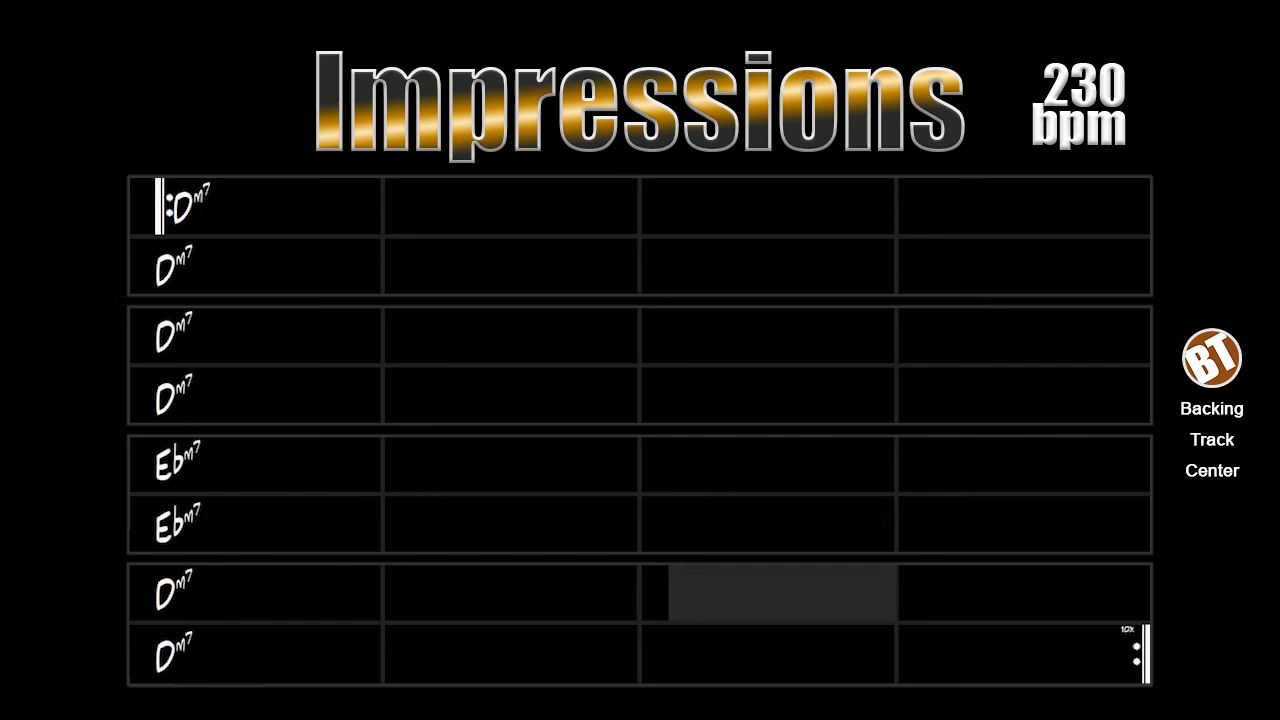 Impressions
230
bpm
Dm7
Dm7
Dm7
Dm7
Ebm7
Ebm7
Dm7
Dm7
10x
BT
Backing
Track
Center